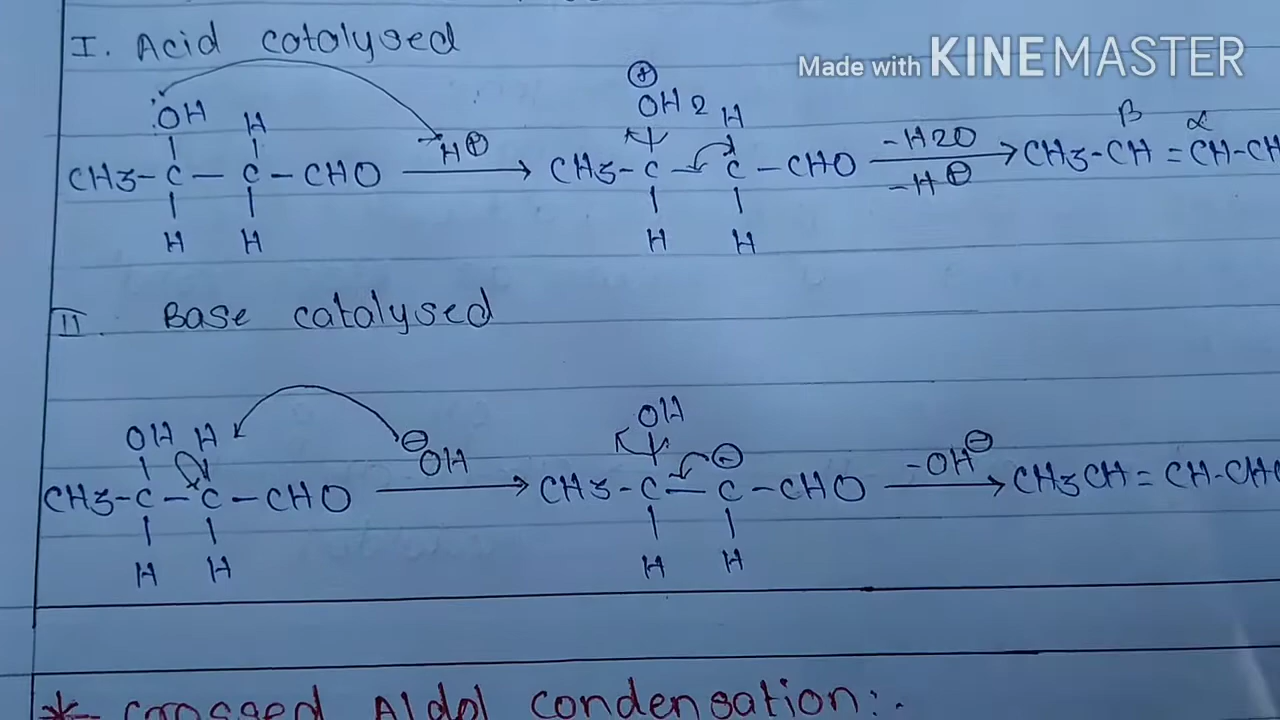 I. Acid catalysed
Made with KINEMASTER
⊕
:OH H OH2 H β α
H⊕ -H2O
CH3-C-C-CHO → CH3-C-C-CHO → CH3-CH=CH-CH
-H⊕
H H H H
II. Base catalysed
OH
OH H ⊖OH ⊖ -OH⊖
CH3-C-C-CHO → CH3-C-C-CHO → CH3CH=CH-CHO
H H H H
* crossed Aldol condensation:-